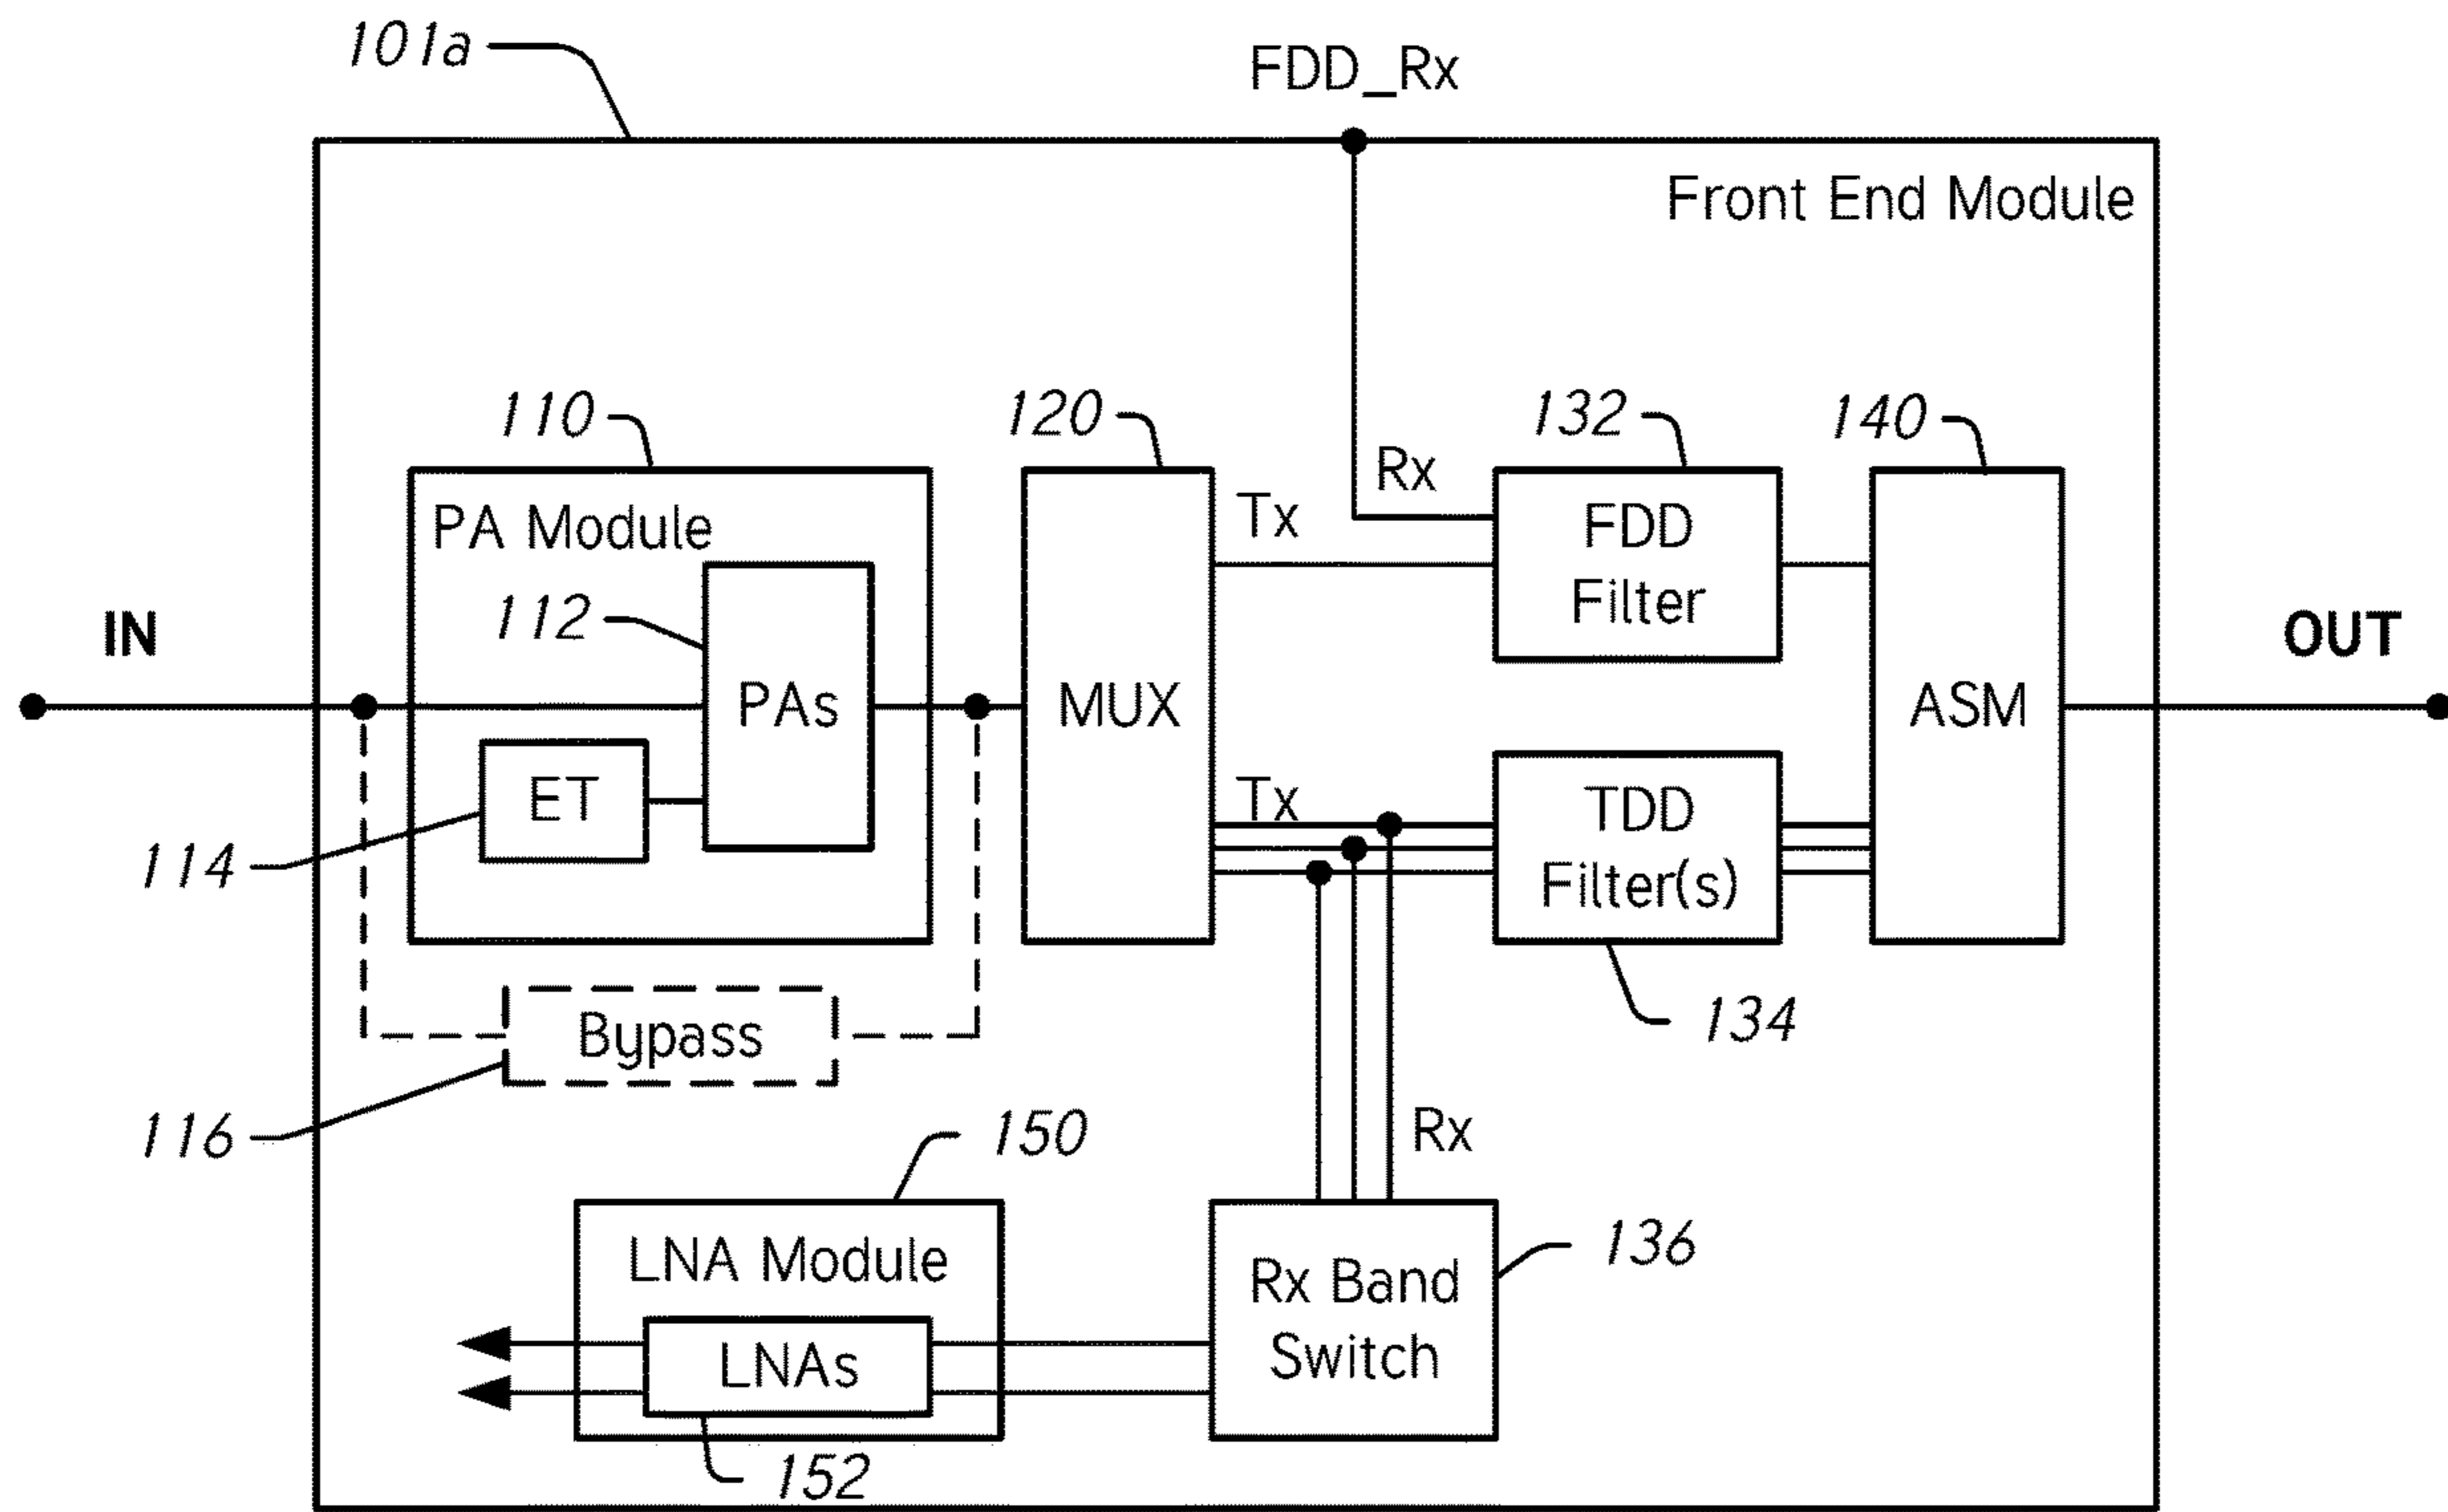 101a
FDD_Rx
Front End Module
110
120
132
140
Rx
Tx
PA Module
FDD
Filter
112
IN
OUT
PAs
MUX
ASM
ET
Tx
TDD
Filter(s)
114
Bypass
134
116
150
Rx
LNA Module
136
Rx Band
Switch
LNAs
152